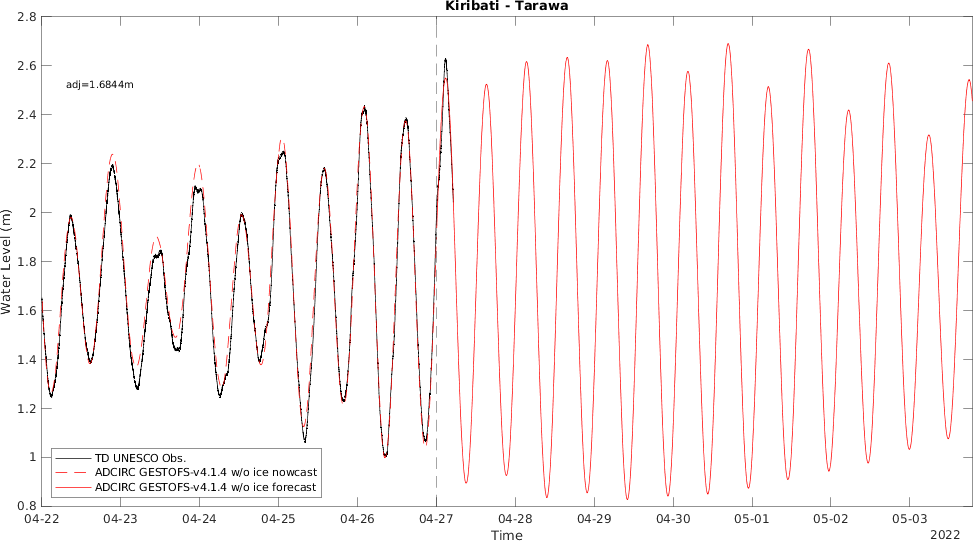 Kiribati - Tarawa
2.8
2.6
2.4
2.2
2
1.8
1.6
1.4
1.2
1
0.8
Water Level (m)
adj=1.6844m
TD UNESCO Obs.
ADCIRC GESTOFS-v4.1.4 w/o ice nowcast
ADCIRC GESTOFS-v4.1.4 w/o ice forecast
04-22 04-23 04-24 04-25 04-26 04-27 04-28 04-29 04-30 05-01 05-02 05-03
Time
2022